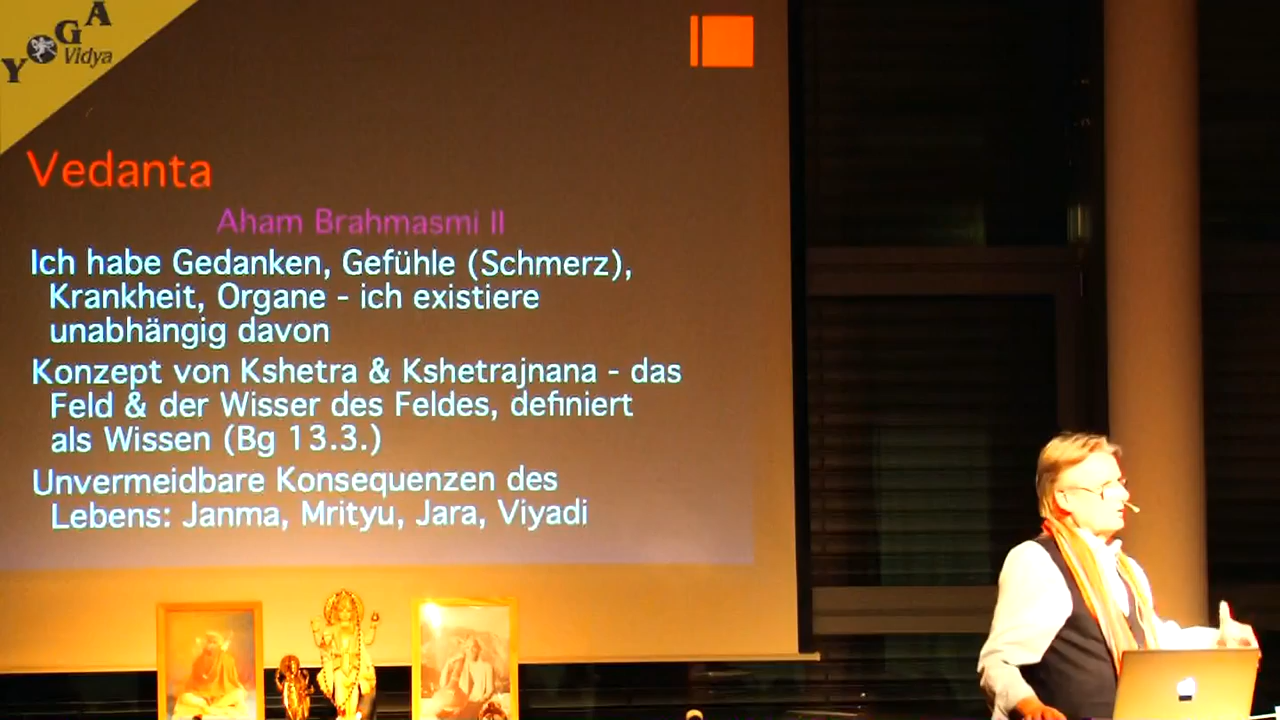 YOGA
Vidya
Vedanta
Aham Brahmasmi II
Ich habe Gedanken, Gefühle (Schmerz),
Krankheit, Organe - ich existiere
unabhängig davon
Konzept von Kshetra & Kshetrajnana - das
Feld & der Wisser des Feldes, definiert
als Wissen (Bg 13.3.)
Unvermeidbare Konsequenzen des
Lebens: Janma, Mrityu, Jara, Viyadi